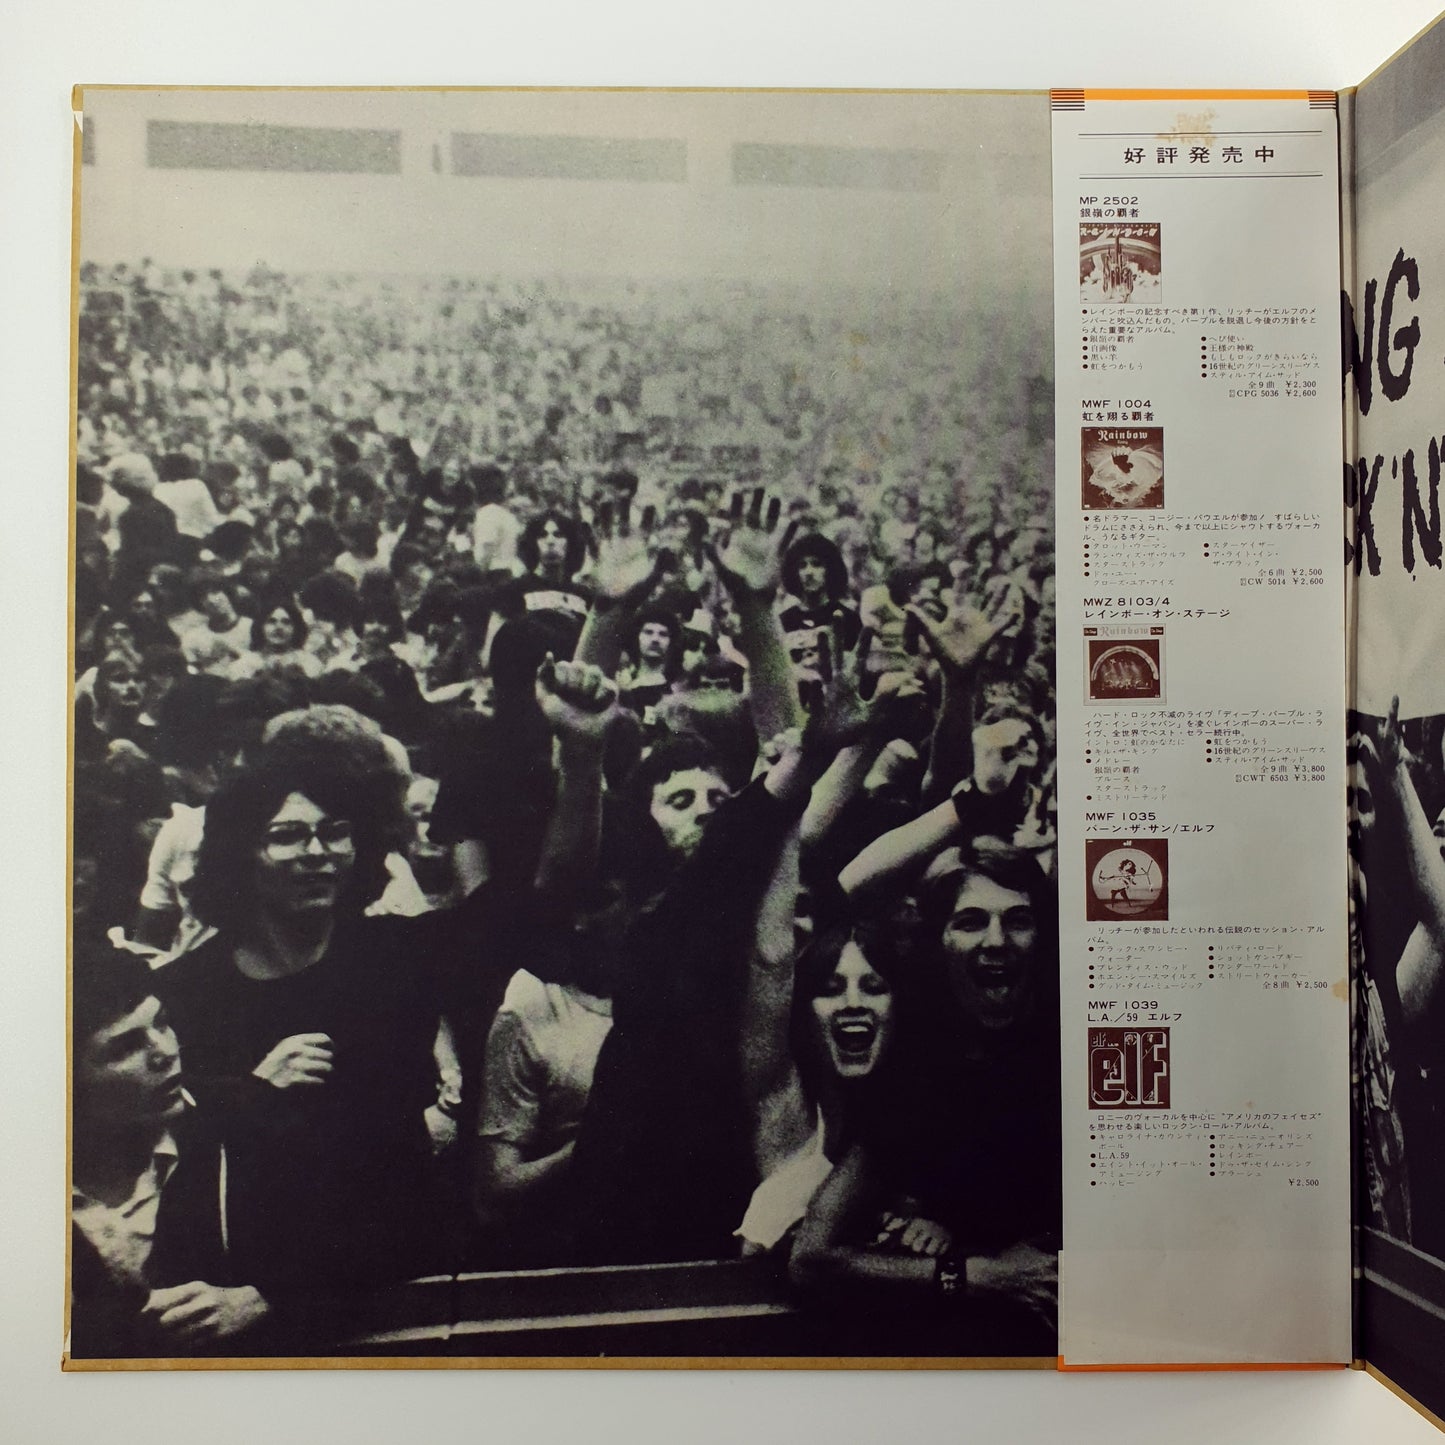 好評発売中
MP 2502
銀嶺の覇者
●レインボーの記念すべき第1作、リッチーがエルフのメ
ンバーと吹込んだもの。パープルを脱退し今後の方針をと
らえた重要なアルバム。
●銀嶺の覇者
●自画像
●黒い羊
●虹をつかもう
●へび使い
●王様の神殿
●もしもロックがきらいなら
●16世紀のグリーンスリーヴス
●スティル・アイム・サッド
全9曲 ¥2,300
CPG 5036 ¥2,600
MWF 1004
虹を翔る覇者
Rainbow
●名ドラマー、コージー・パウエルが参加! すばらしい
ドラムにささえられ、今まで以上にシャウトするヴォーカ
ル、うなるギター。
●タロット・ウーマン
●ラン・ウィズ・ザ・ウルフ
●スターストラック
●ドゥ・ユー・
クローズ・ユア・アイズ
●スターゲイザー
●ア・ライト・イン・
ザ・ブラック
全6曲 ¥2,500
CW 5014 ¥2,600
MWZ 8103/4
レインボー・オン・ステージ
Rainbow
ハード・ロック不滅のライヴ「ディープ・パープル・ラ
イヴ・イン・ジャパン」を凌ぐレインボーのスーパー・ラ
イヴ、全世界でベスト・セラー続行中。
イントロ:虹のかなたに
●キル・ザ・キング
●メドレー
銀嶺の覇者
ブルース
スターストラック
●ミストリーテッド
●虹をつかもう
●16世紀のグリーンスリーヴス
●スティル・アイム・サッド
全9曲 ¥3,800
CWT 6503 ¥3,800
MWF 1035
バーン・ザ・サン/エルフ
elf
リッチーが参加したといわれる伝説のセッション・アル
バム。
●ブラック・スワンピー・
ウォーター
●プレンティス・ウッド
●ホエン・シー・スマイルズ
●グッド・タイム・ミュージック
●リバティ・ロード
●ショットガン・ブギー
●ワンダーワールド
●ストリートウォーカー
全8曲 ¥2,500
MWF 1039
L.A./59 エルフ
elf
ロニーのヴォーカルを中心に“アメリカのフェイセズ”
を思わせる楽しいロックン・ロール・アルバム。
●キャロライナ・カウンティ・
ボール
●L.A.59
●エイント・イット・オール・
アミュージング
●ハッピー
●アニー・ニューオリンズ
●ロッキング・チェアー
●レインボー
●ドゥ・ザ・セイム・シング
●ブラーシュ
¥2,500
NG
CK 'N'